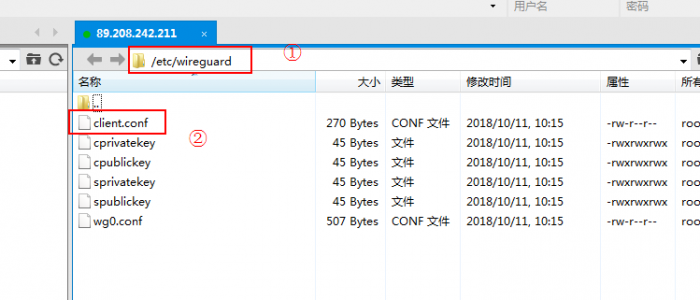 用户名 密码
89.208.242.211 ×
/etc/wireguard ①
名称 大小 类型 修改时间 属性 所有
..
client.conf 270 Bytes CONF 文件 2018/10/11, 10:15 -rw-r--r-- roo
②
cprivatekey 45 Bytes 文件 2018/10/11, 10:15 -rwxrwxrwx roo
cpublickey 45 Bytes 文件 2018/10/11, 10:15 -rwxrwxrwx roo
sprivatekey 45 Bytes 文件 2018/10/11, 10:15 -rwxrwxrwx roo
spublickey 45 Bytes 文件 2018/10/11, 10:15 -rwxrwxrwx roo
wg0.conf 507 Bytes CONF 文件 2018/10/11, 10:15 -rw-r--r-- roo